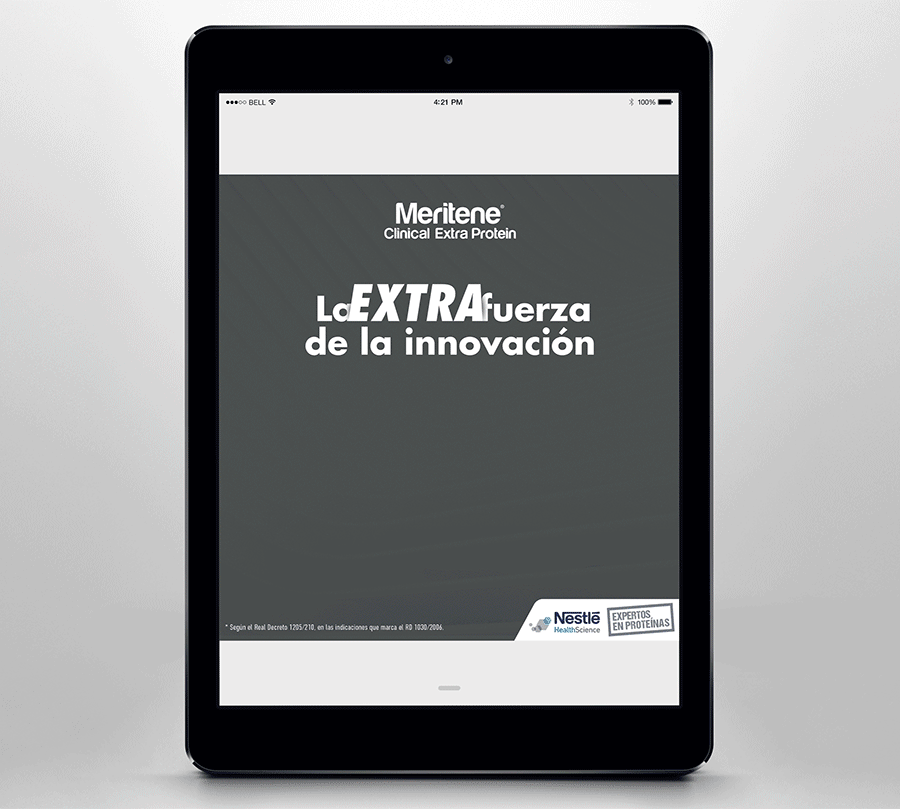 ●●●○○ BELL 4:21 PM 100%
Meritene®
Clinical Extra Protein
La EXTRA fuerza
de la innovación
* Según el Real Decreto 1205/210, en las indicaciones que marca el RD 1030/2006.
Nestlé
HealthScience
EXPERTOS
EN PROTEÍNAS